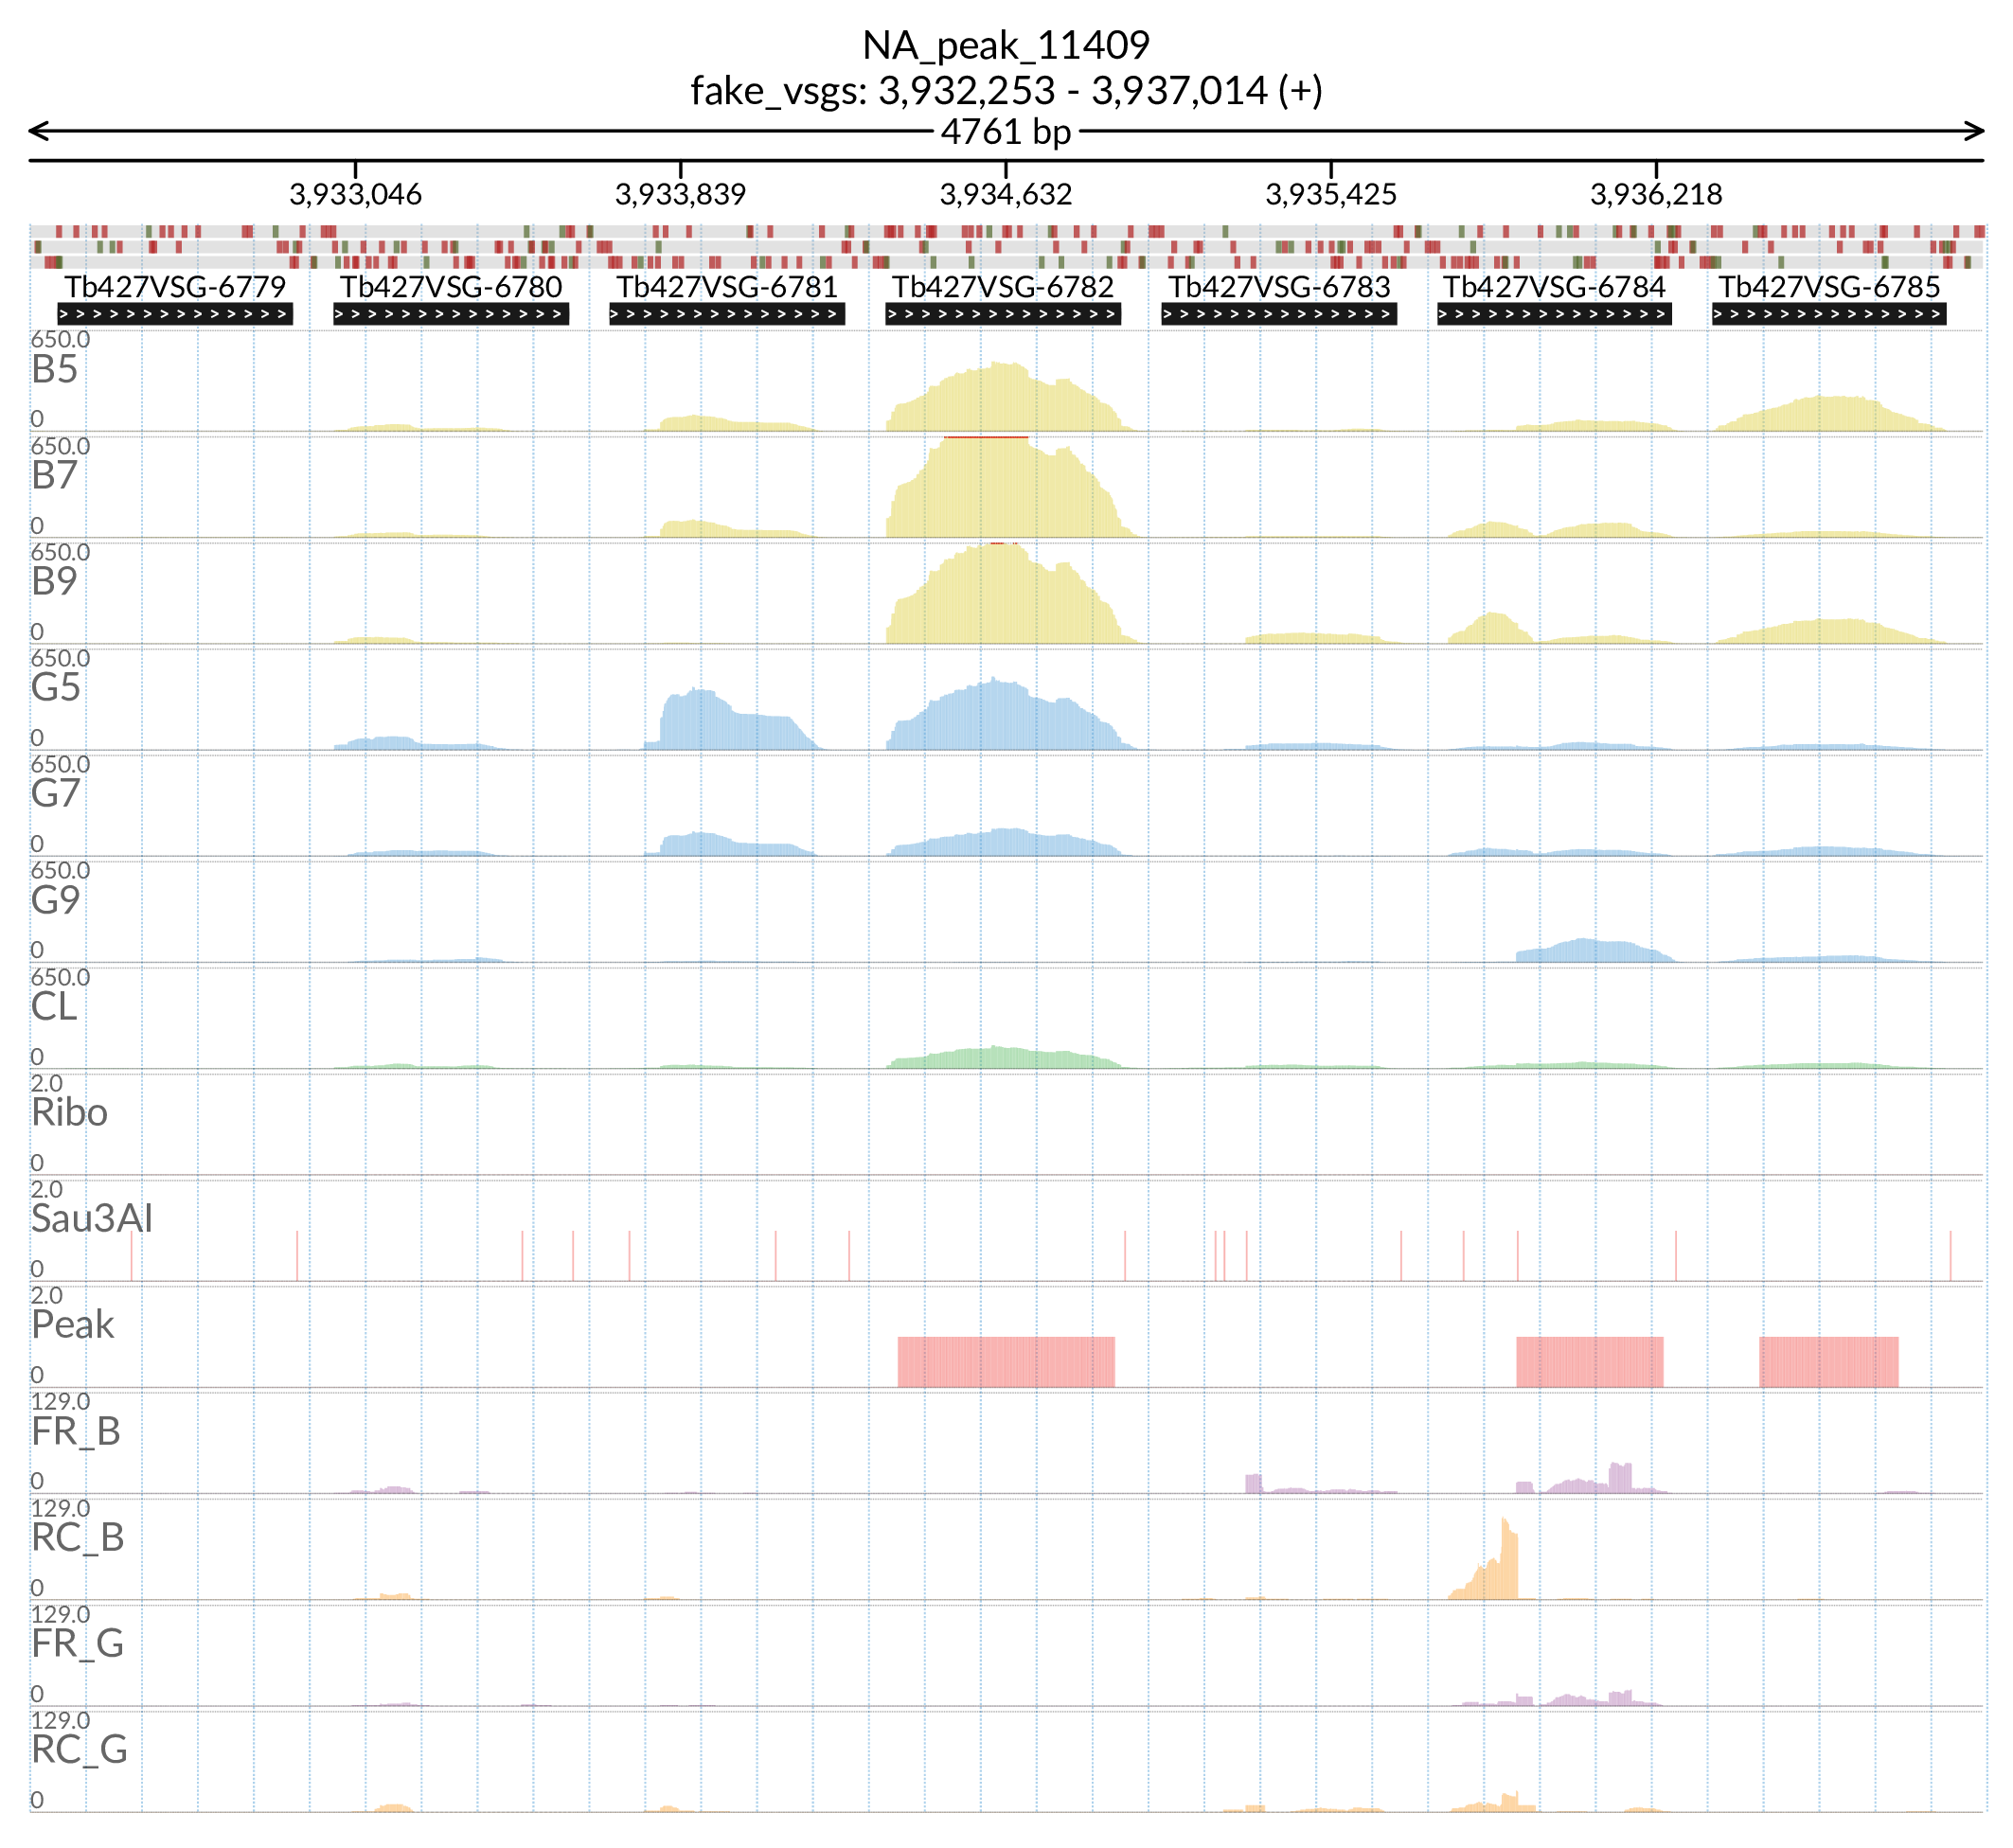 NA_peak_11409
fake_vsgs: 3,932,253 - 3,937,014 (+)
4761 bp
3,933,046 3,933,839 3,934,632 3,935,425 3,936,218
Tb427VSG-6779 Tb427VSG-6780 Tb427VSG-6781 Tb427VSG-6782 Tb427VSG-6783 Tb427VSG-6784 Tb427VSG-6785
650.0
B5
0
650.0
B7
0
650.0
B9
0
650.0
G5
0
650.0
G7
0
650.0
G9
0
650.0
CL
0
2.0
Ribo
0
2.0
Sau3AI
0
2.0
Peak
0
129.0
FR_B
0
129.0
RC_B
0
129.0
FR_G
0
129.0
RC_G
0